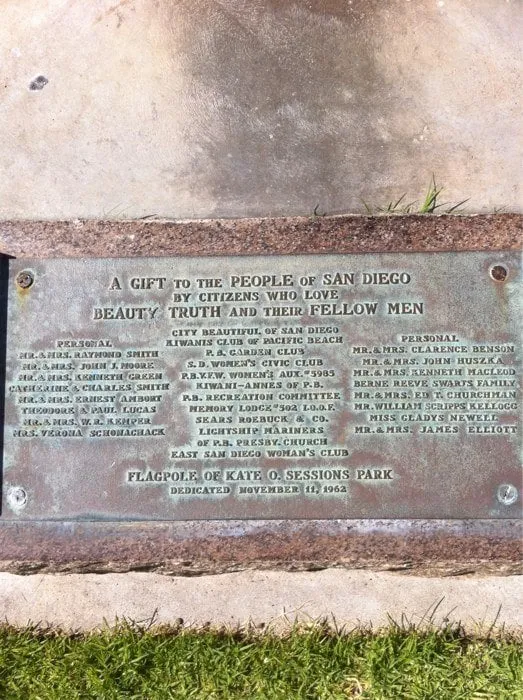 A GIFT TO THE PEOPLE OF SAN DIEGO
BY CITIZENS WHO LOVE
BEAUTY TRUTH AND THEIR FELLOW MEN
PERSONAL
MR. & MRS. RAYMOND SMITH
MR. & MRS. JOHN J. MOORE
MR. & MRS. KENNETH GREEN
CATHERINE & CHARLES SMITH
MR. & MRS. ERNEST AMBORT
THEODORE & PAUL LUCAS
MR. & MRS. W. R. KEMPER
MRS. VERONA SCHONACHACK
CITY BEAUTIFUL OF SAN DIEGO
KIWANIS CLUB OF PACIFIC BEACH
P. B. GARDEN CLUB
S. D. WOMEN'S CIVIC CLUB
P.B. V.F.W. WOMEN'S AUX. #5985
KIWANI-ANNES OF P.B.
P.B. RECREATION COMMITTEE
MEMORY LODGE #502 I.O.O.F.
SEARS ROEBUCK & CO.
LIGHTSHIP MARINERS
OF P.B. PRESBY. CHURCH
EAST SAN DIEGO WOMAN'S CLUB
PERSONAL
MR. & MRS. CLARENCE BENSON
MR. & MRS. JOHN HUSZKA
MR. & MRS. KENNETH MACLEOD
BERNE REEVE SWARTS FAMILY
MR. & MRS. ED T. CHURCHMAN
MR. WILLIAM SCRIPPS KELLOGG
MISS GLADYS NEWELL
MR. & MRS. JAMES ELLIOTT
FLAGPOLE OF KATE O. SESSIONS PARK
DEDICATED NOVEMBER 11, 1962